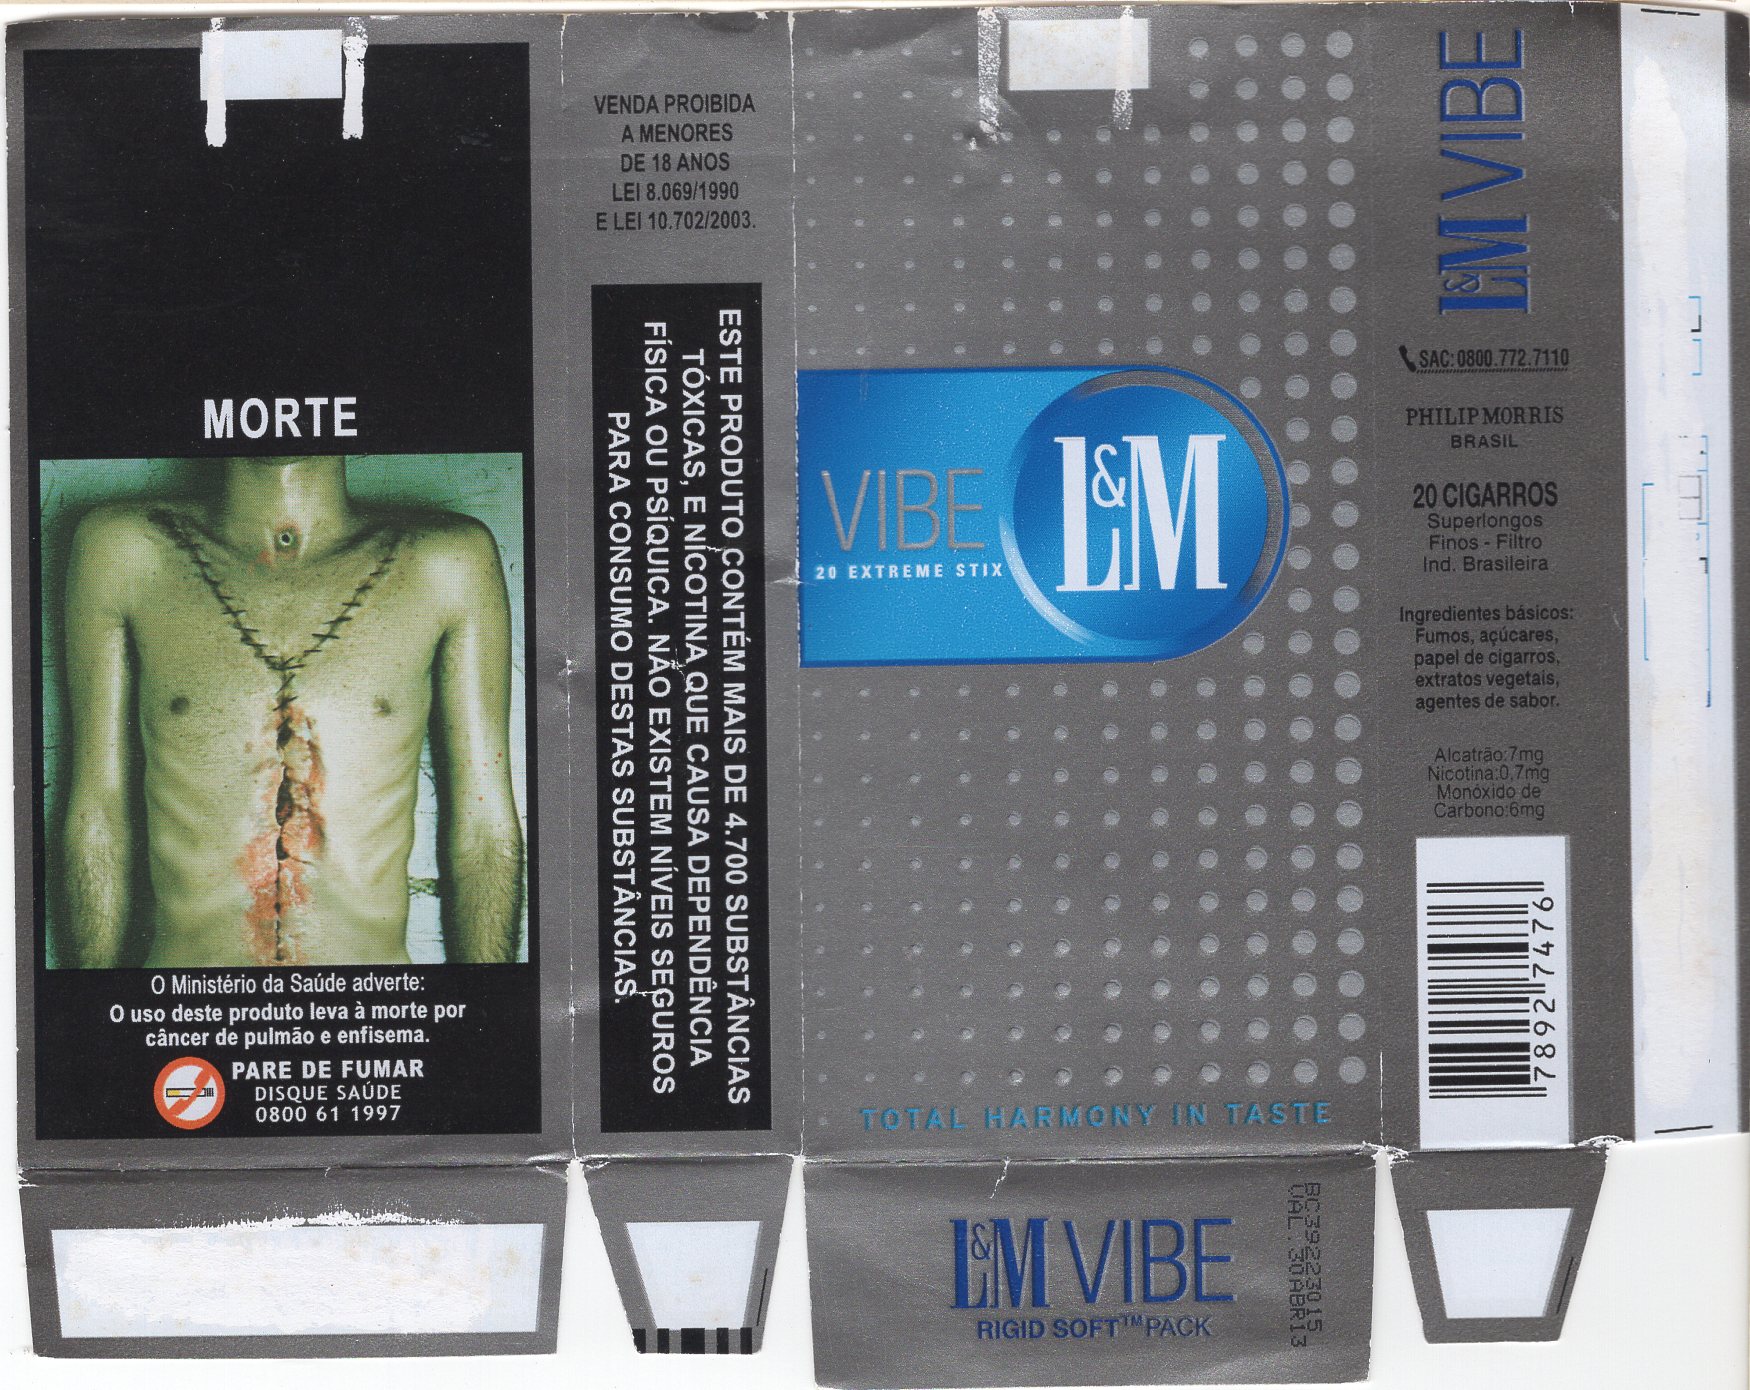 MORTE
O Ministério da Saúde adverte:
O uso deste produto leva à morte por
câncer de pulmão e enfisema.
PARE DE FUMAR
DISQUE SAÚDE
0800 61 1997
VENDA PROIBIDA
A MENORES
DE 18 ANOS
LEI 8.069/1990
E LEI 10.702/2003.
ESTE PRODUTO CONTÉM MAIS DE 4.700 SUBSTÂNCIAS
TÓXICAS, E NICOTINA QUE CAUSA DEPENDÊNCIA
FÍSICA OU PSÍQUICA. NÃO EXISTEM NÍVEIS SEGUROS
PARA CONSUMO DESTAS SUBSTÂNCIAS.
VIBE
20 EXTREME STIX
L&M
TOTAL HARMONY IN TASTE
L&M VIBE
RIGID SOFT™ PACK
BC39223015
VAL.30ABR13
L&M VIBE
SAC: 0800.772.7110
PHILIP MORRIS
BRASIL
20 CIGARROS
Superlongos
Finos - Filtro
Ind. Brasileira
Ingredientes básicos:
Fumos, açúcares,
papel de cigarros,
extratos vegetais,
agentes de sabor.
Alcatrão:7mg
Nicotina:0,7mg
Monóxido de
Carbono:6mg
78927476